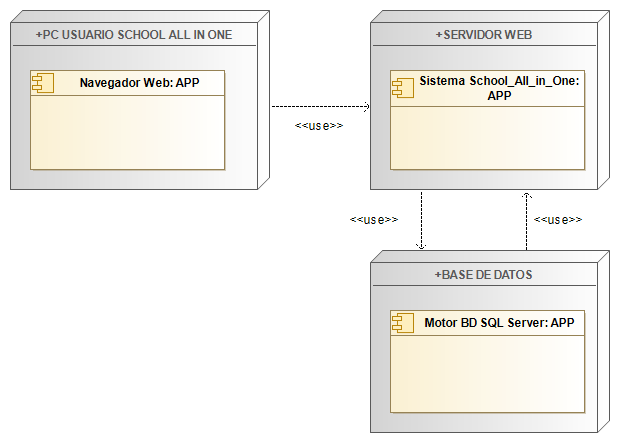 +PC USUARIO SCHOOL ALL IN ONE
Navegador Web: APP
<<use>>
+SERVIDOR WEB
Sistema School_All_in_One:
APP
<<use>>
<<use>>
+BASE DE DATOS
Motor BD SQL Server: APP